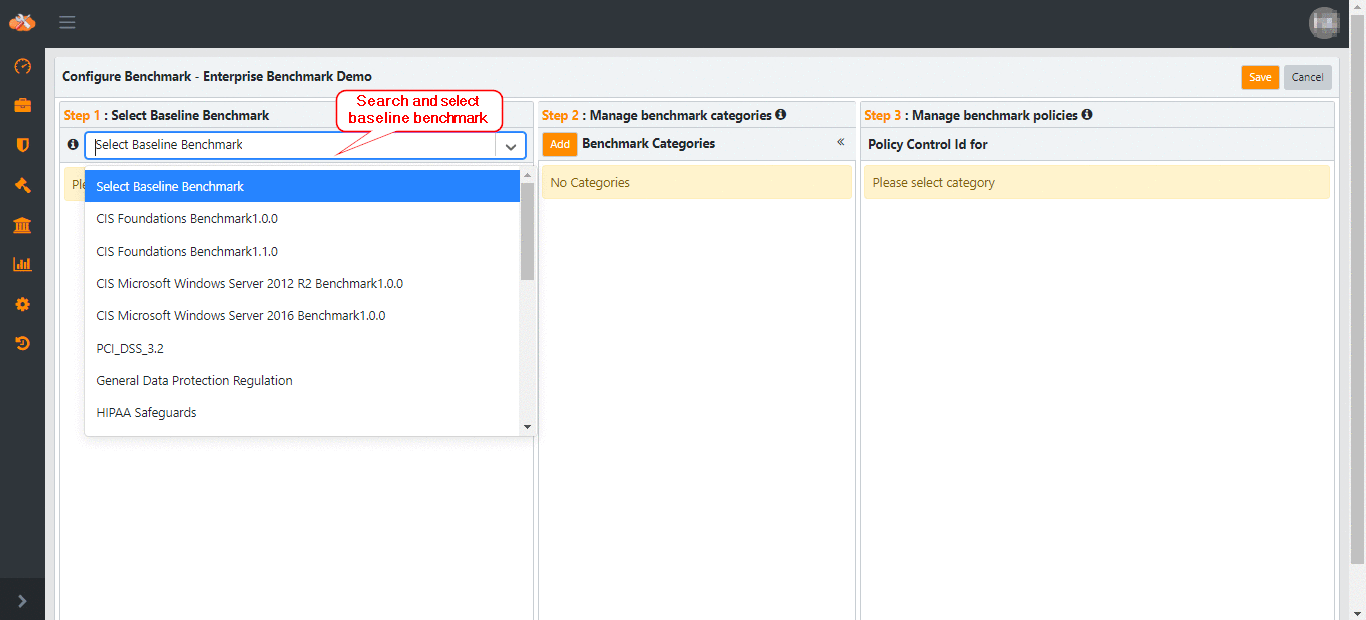 Configure Benchmark - Enterprise Benchmark Demo
Save
Cancel
Step 1 : Select Baseline Benchmark
Search and select
baseline benchmark
Select Baseline Benchmark
Select Baseline Benchmark
CIS Foundations Benchmark1.0.0
CIS Foundations Benchmark1.1.0
CIS Microsoft Windows Server 2012 R2 Benchmark1.0.0
CIS Microsoft Windows Server 2016 Benchmark1.0.0
PCI_DSS_3.2
General Data Protection Regulation
HIPAA Safeguards
Step 2 : Manage benchmark categories
Add
Benchmark Categories
No Categories
Step 3 : Manage benchmark policies
Policy Control Id for
Please select category